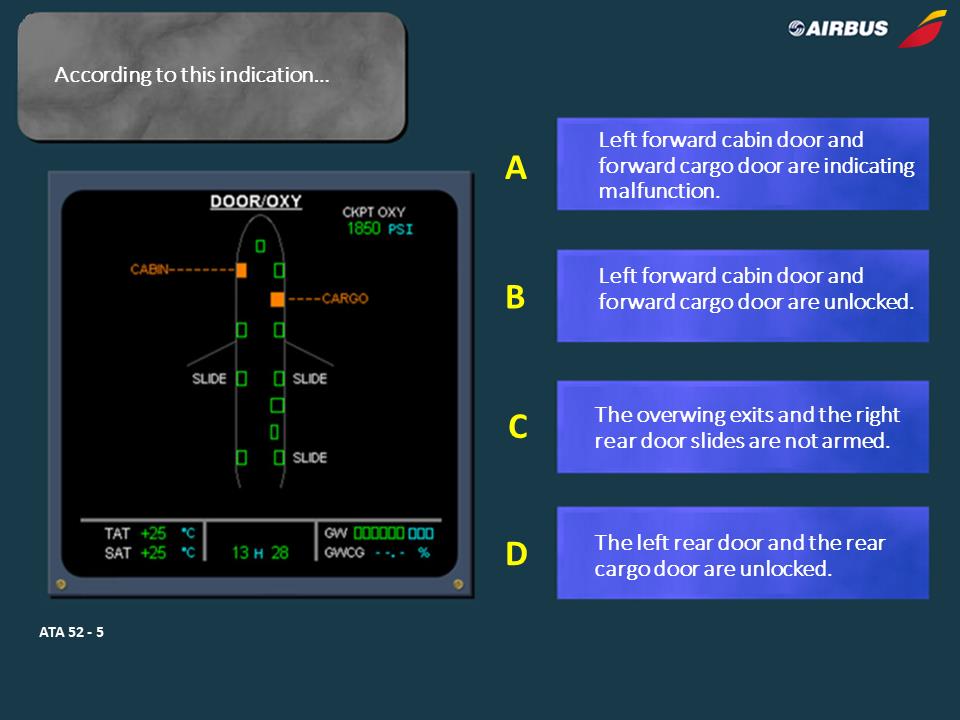 AIRBUS
According to this indication...
A
Left forward cabin door and
forward cargo door are indicating
malfunction.
B
Left forward cabin door and
forward cargo door are unlocked.
C
The overwing exits and the right
rear door slides are not armed.
D
The left rear door and the rear
cargo door are unlocked.
DOOR/OXY
CKPT OXY
1850 PSI
CABIN--------
----CARGO
SLIDE SLIDE
SLIDE
TAT +25 °C
SAT +25 °C
13 H 28
GW
GWCG --.- %
ATA 52 - 5